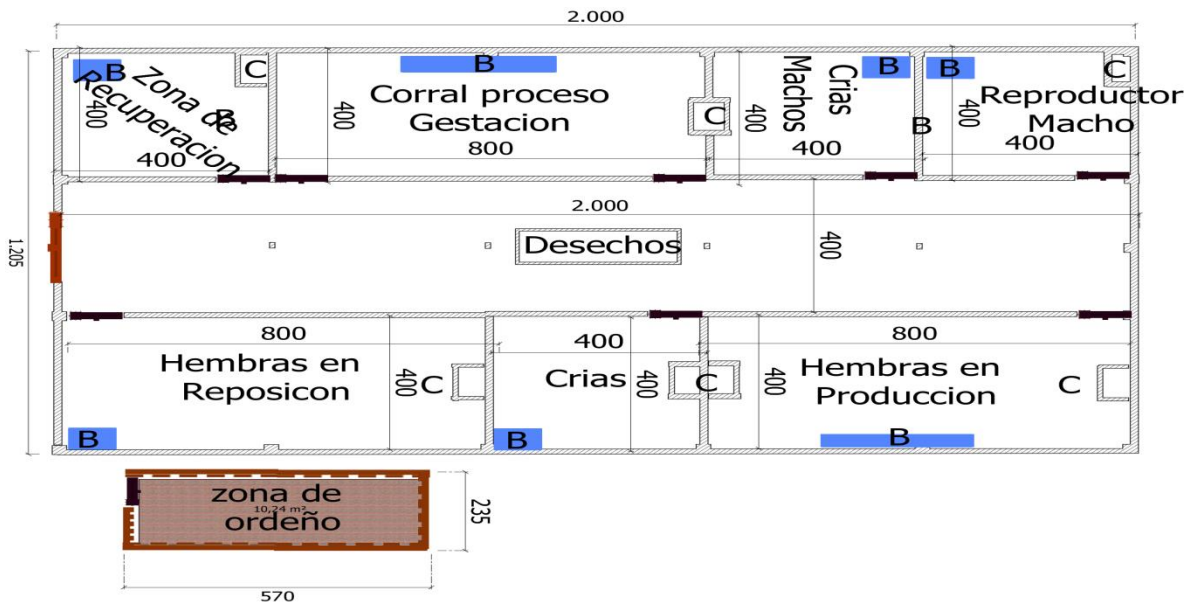 2.000
B
C
Zona de
Recuperacion
B
400
400
B
Corral proceso
Gestacion
400
800
C
B
Crias
Machos
400
400
B
B
C
Reproductor
Macho
400
400
1.205
2.000
Desechos
400
800
Hembras en
Reposicon
400
C
B
400
Crias
400
C
B
800
Hembras en
Produccion
400
C
B
zona de
10,24 m²
ordeño
235
570